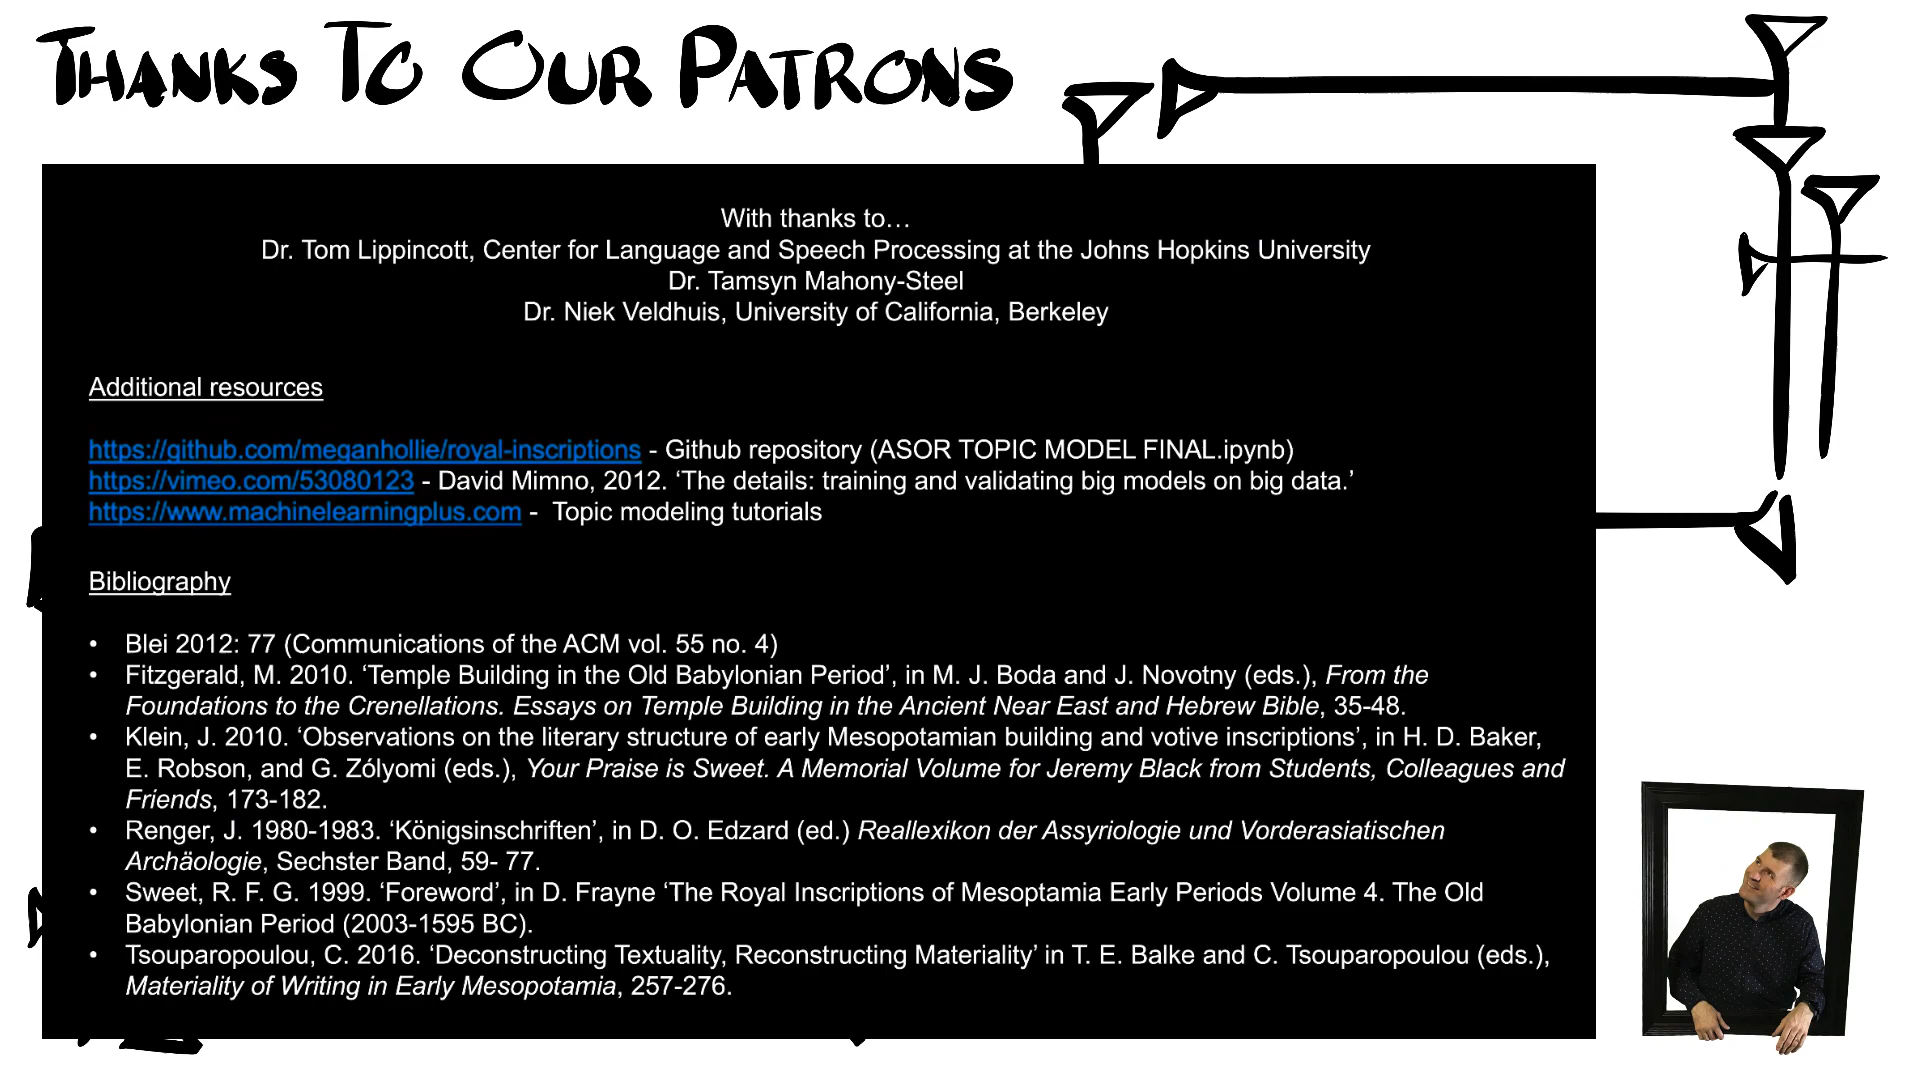 THANKS TO OUR PATRONS
With thanks to…
Dr. Tom Lippincott, Center for Language and Speech Processing at the Johns Hopkins University
Dr. Tamsyn Mahony-Steel
Dr. Niek Veldhuis, University of California, Berkeley
Additional resources
https://github.com/meganhollie/royal-inscriptions - Github repository (ASOR TOPIC MODEL FINAL.ipynb)
https://vimeo.com/53080123 - David Mimno, 2012. ‘The details: training and validating big models on big data.’
https://www.machinelearningplus.com - Topic modeling tutorials
Bibliography
• Blei 2012: 77 (Communications of the ACM vol. 55 no. 4)
• Fitzgerald, M. 2010. ‘Temple Building in the Old Babylonian Period’, in M. J. Boda and J. Novotny (eds.), From the
Foundations to the Crenellations. Essays on Temple Building in the Ancient Near East and Hebrew Bible, 35-48.
• Klein, J. 2010. ‘Observations on the literary structure of early Mesopotamian building and votive inscriptions’, in H. D. Baker,
E. Robson, and G. Zólyomi (eds.), Your Praise is Sweet. A Memorial Volume for Jeremy Black from Students, Colleagues and
Friends, 173-182.
• Renger, J. 1980-1983. ‘Königsinschriften’, in D. O. Edzard (ed.) Reallexikon der Assyriologie und Vorderasiatischen
Archäologie, Sechster Band, 59- 77.
• Sweet, R. F. G. 1999. ‘Foreword’, in D. Frayne ‘The Royal Inscriptions of Mesoptamia Early Periods Volume 4. The Old
Babylonian Period (2003-1595 BC).
• Tsouparopoulou, C. 2016. ‘Deconstructing Textuality, Reconstructing Materiality’ in T. E. Balke and C. Tsouparopoulou (eds.),
Materiality of Writing in Early Mesopotamia, 257-276.